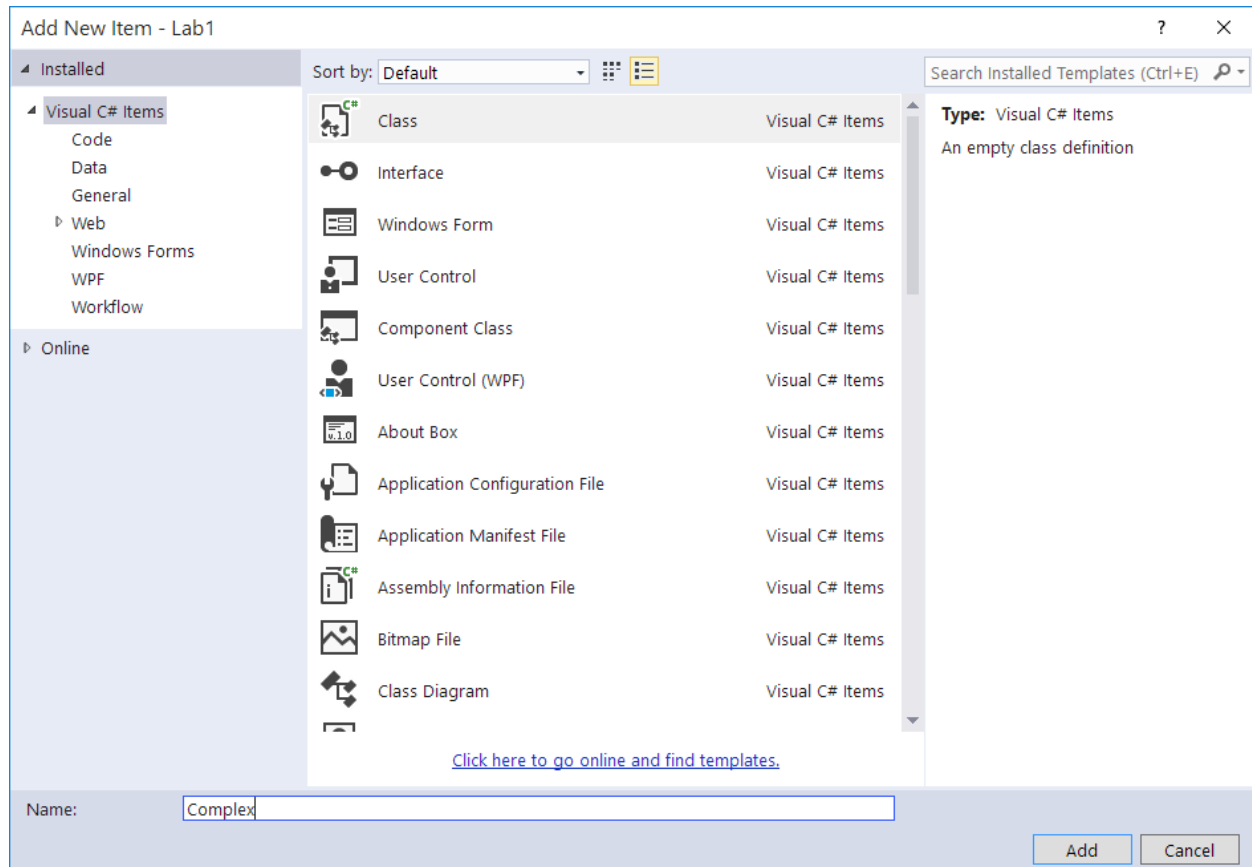 Add New Item - Lab1
?
Installed
Sort by: Default
Search Installed Templates (Ctrl+E)
Visual C# Items
Code
Data
General
Web
Windows Forms
WPF
Workflow
Online
C#
Class Visual C# Items
Interface Visual C# Items
Windows Form Visual C# Items
User Control Visual C# Items
Component Class Visual C# Items
User Control (WPF) Visual C# Items
v.1.0
About Box Visual C# Items
Application Configuration File Visual C# Items
Application Manifest File Visual C# Items
C#
Assembly Information File Visual C# Items
Bitmap File Visual C# Items
Class Diagram Visual C# Items
Click here to go online and find templates.
Type: Visual C# Items
An empty class definition
Name: Complex
Add Cancel